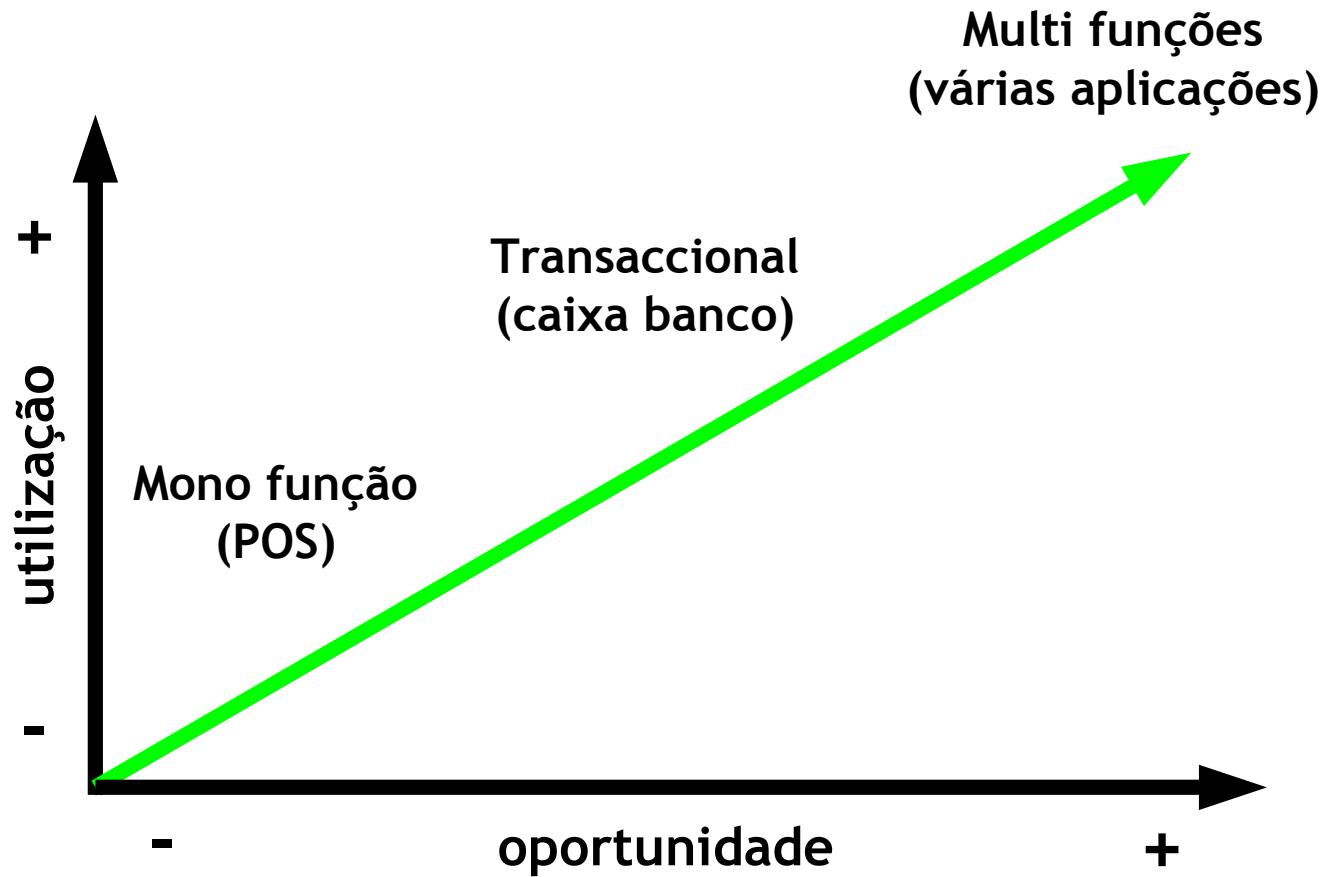 Multi funções
(várias aplicações)
+
Transaccional
(caixa banco)
utilização
Mono função
(POS)
-
-
oportunidade
+